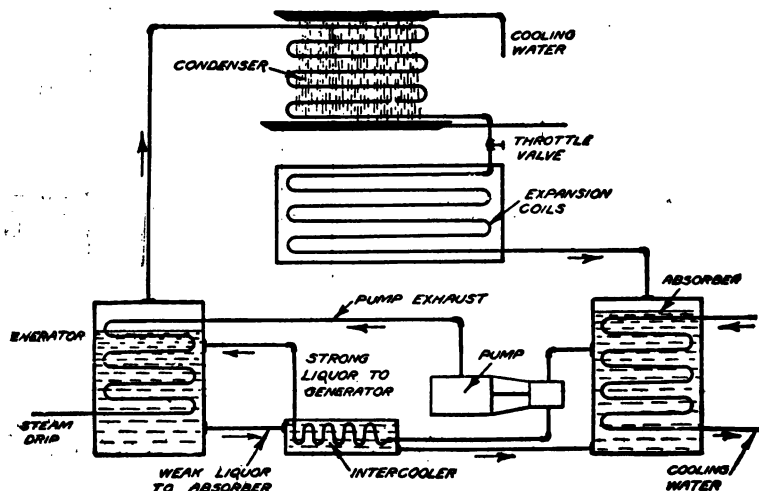 COOLING
WATER
CONDENSER
THROTTLE
VALVE
EXPANSION
COILS
ABSORBER
PUMP EXHAUST
ENERATOR
STRONG
LIQUOR TO
GENERATOR
PUMP
STEAM
DRIP
WEAK LIQUOR
TO ABSORBER
INTERCOOLER
COOLING
WATER